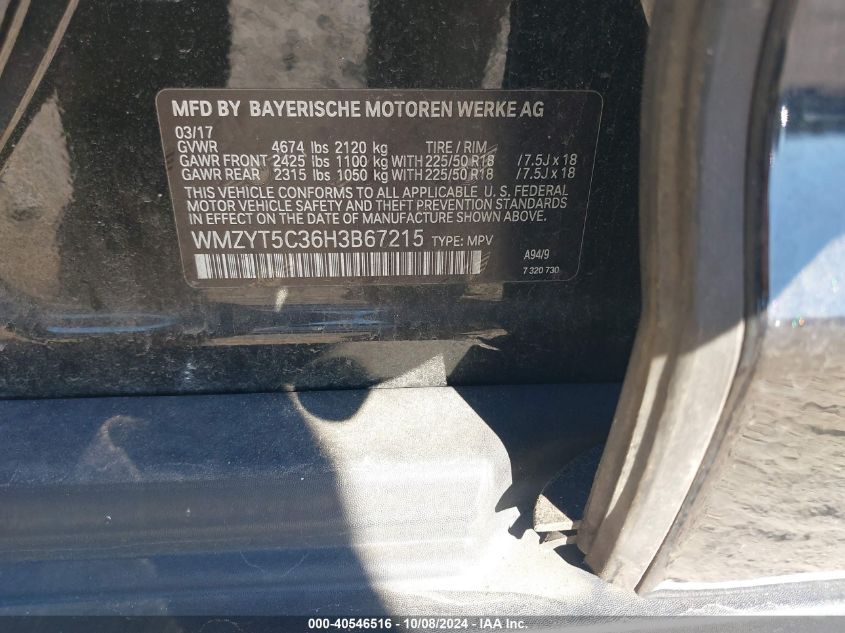 MFD BY BAYERISCHE MOTOREN WERKE AG
03/17
GVWR 4674 lbs 2120 kg TIRE / RIM
GAWR FRONT 2425 lbs 1100 kg WITH 225/50 R18 / 7.5J x 18
GAWR REAR 2315 lbs 1050 kg WITH 225/50 R18 / 7.5J x 18
THIS VEHICLE CONFORMS TO ALL APPLICABLE U. S. FEDERAL
MOTOR VEHICLE SAFETY AND THEFT PREVENTION STANDARDS
IN EFFECT ON THE DATE OF MANUFACTURE SHOWN ABOVE.
WMZYT5C36H3B67215 TYPE: MPV
A94/9
7 320 730
000-40546516 - 10/08/2024 - IAA Inc.